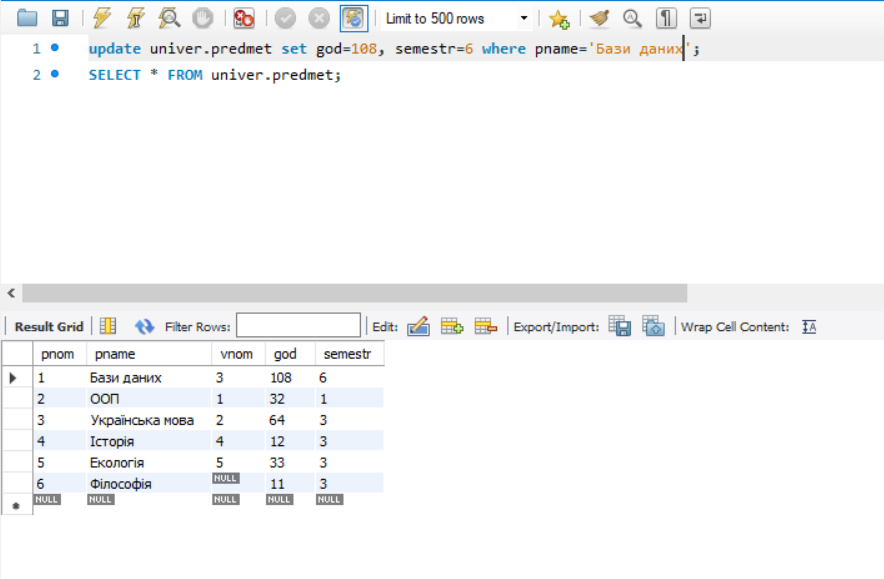 Limit to 500 rows
1 update univer.predmet set god=108, semestr=6 where pname='Бази даних';
2 SELECT * FROM univer.predmet;
Result Grid Filter Rows: Edit: Export/Import: Wrap Cell Content:
pnom pname vnom god semestr
1 Бази даних 3 108 6
2 ООП 1 32 1
3 Українська мова 2 64 3
4 Історія 4 12 3
5 Екологія 5 33 3
6 Філософія NULL 11 3
NULL NULL NULL NULL NULL